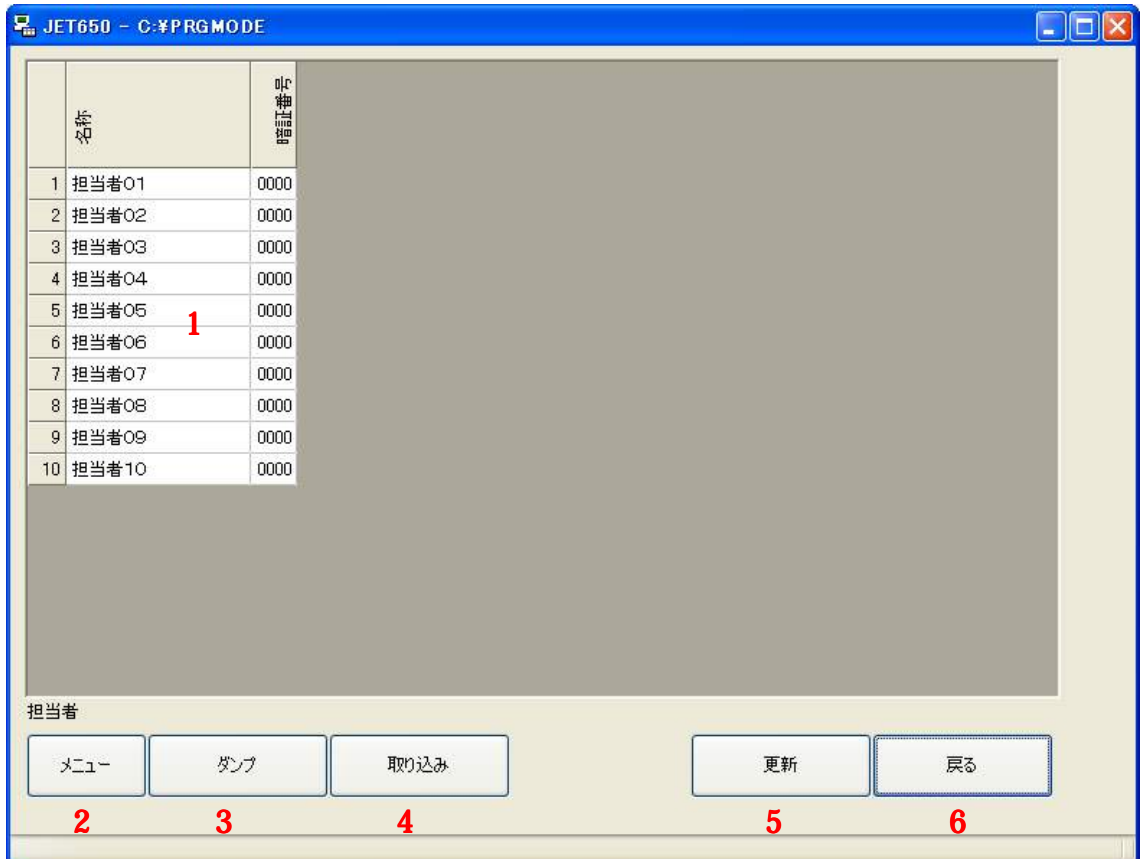 JET650 - C:¥PRGMODE
名称 暗証番号
1 担当者01 0000
2 担当者02 0000
3 担当者03 0000
4 担当者04 0000
5 担当者05 0000
1
6 担当者06 0000
7 担当者07 0000
8 担当者08 0000
9 担当者09 0000
10 担当者10 0000
担当者
メニュー ダンプ 取り込み 更新 戻る
2 3 4 5 6